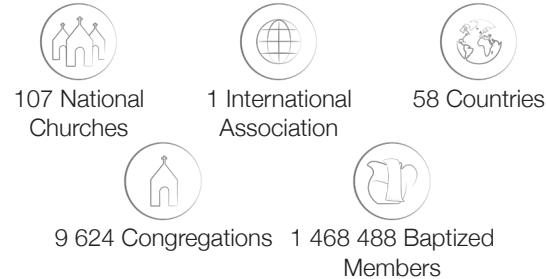 107 National
Churches
1 International
Association
58 Countries
9 624 Congregations
1 468 488 Baptized
Members